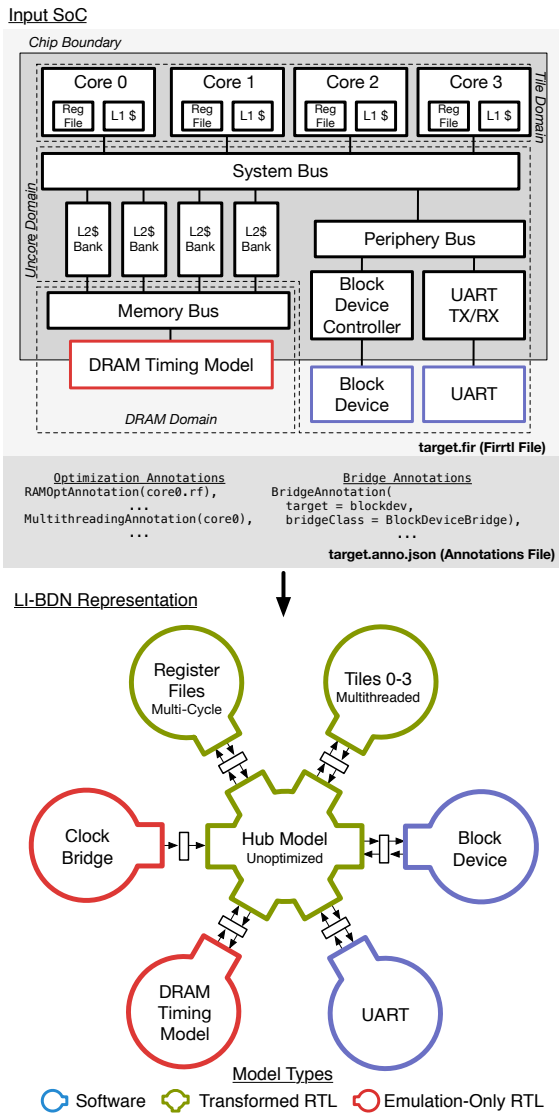 Input SoC
Chip Boundary
Core 0
Core 1
Core 2
Core 3
Reg File
L1 $
Reg File
L1 $
Reg File
L1 $
Reg File
L1 $
Tile Domain
System Bus
Uncore Domain
L2$ Bank
L2$ Bank
L2$ Bank
L2$ Bank
Periphery Bus
Memory Bus
Block Device Controller
UART TX/RX
DRAM Timing Model
Block Device
UART
DRAM Domain
target.fir (Firrtl File)
Optimization Annotations
RAMOptAnnotation(core0.rf),
...
MultithreadingAnnotation(core0),
...
Bridge Annotations
BridgeAnnotation(
target = blockdev,
bridgeClass = BlockDeviceBridge),
...
target.anno.json (Annotations File)
LI-BDN Representation
Register Files
Multi-Cycle
Tiles 0-3
Multithreaded
Clock Bridge
Hub Model
Unoptimized
Block Device
DRAM Timing Model
UART
Model Types
Software
Transformed RTL
Emulation-Only RTL